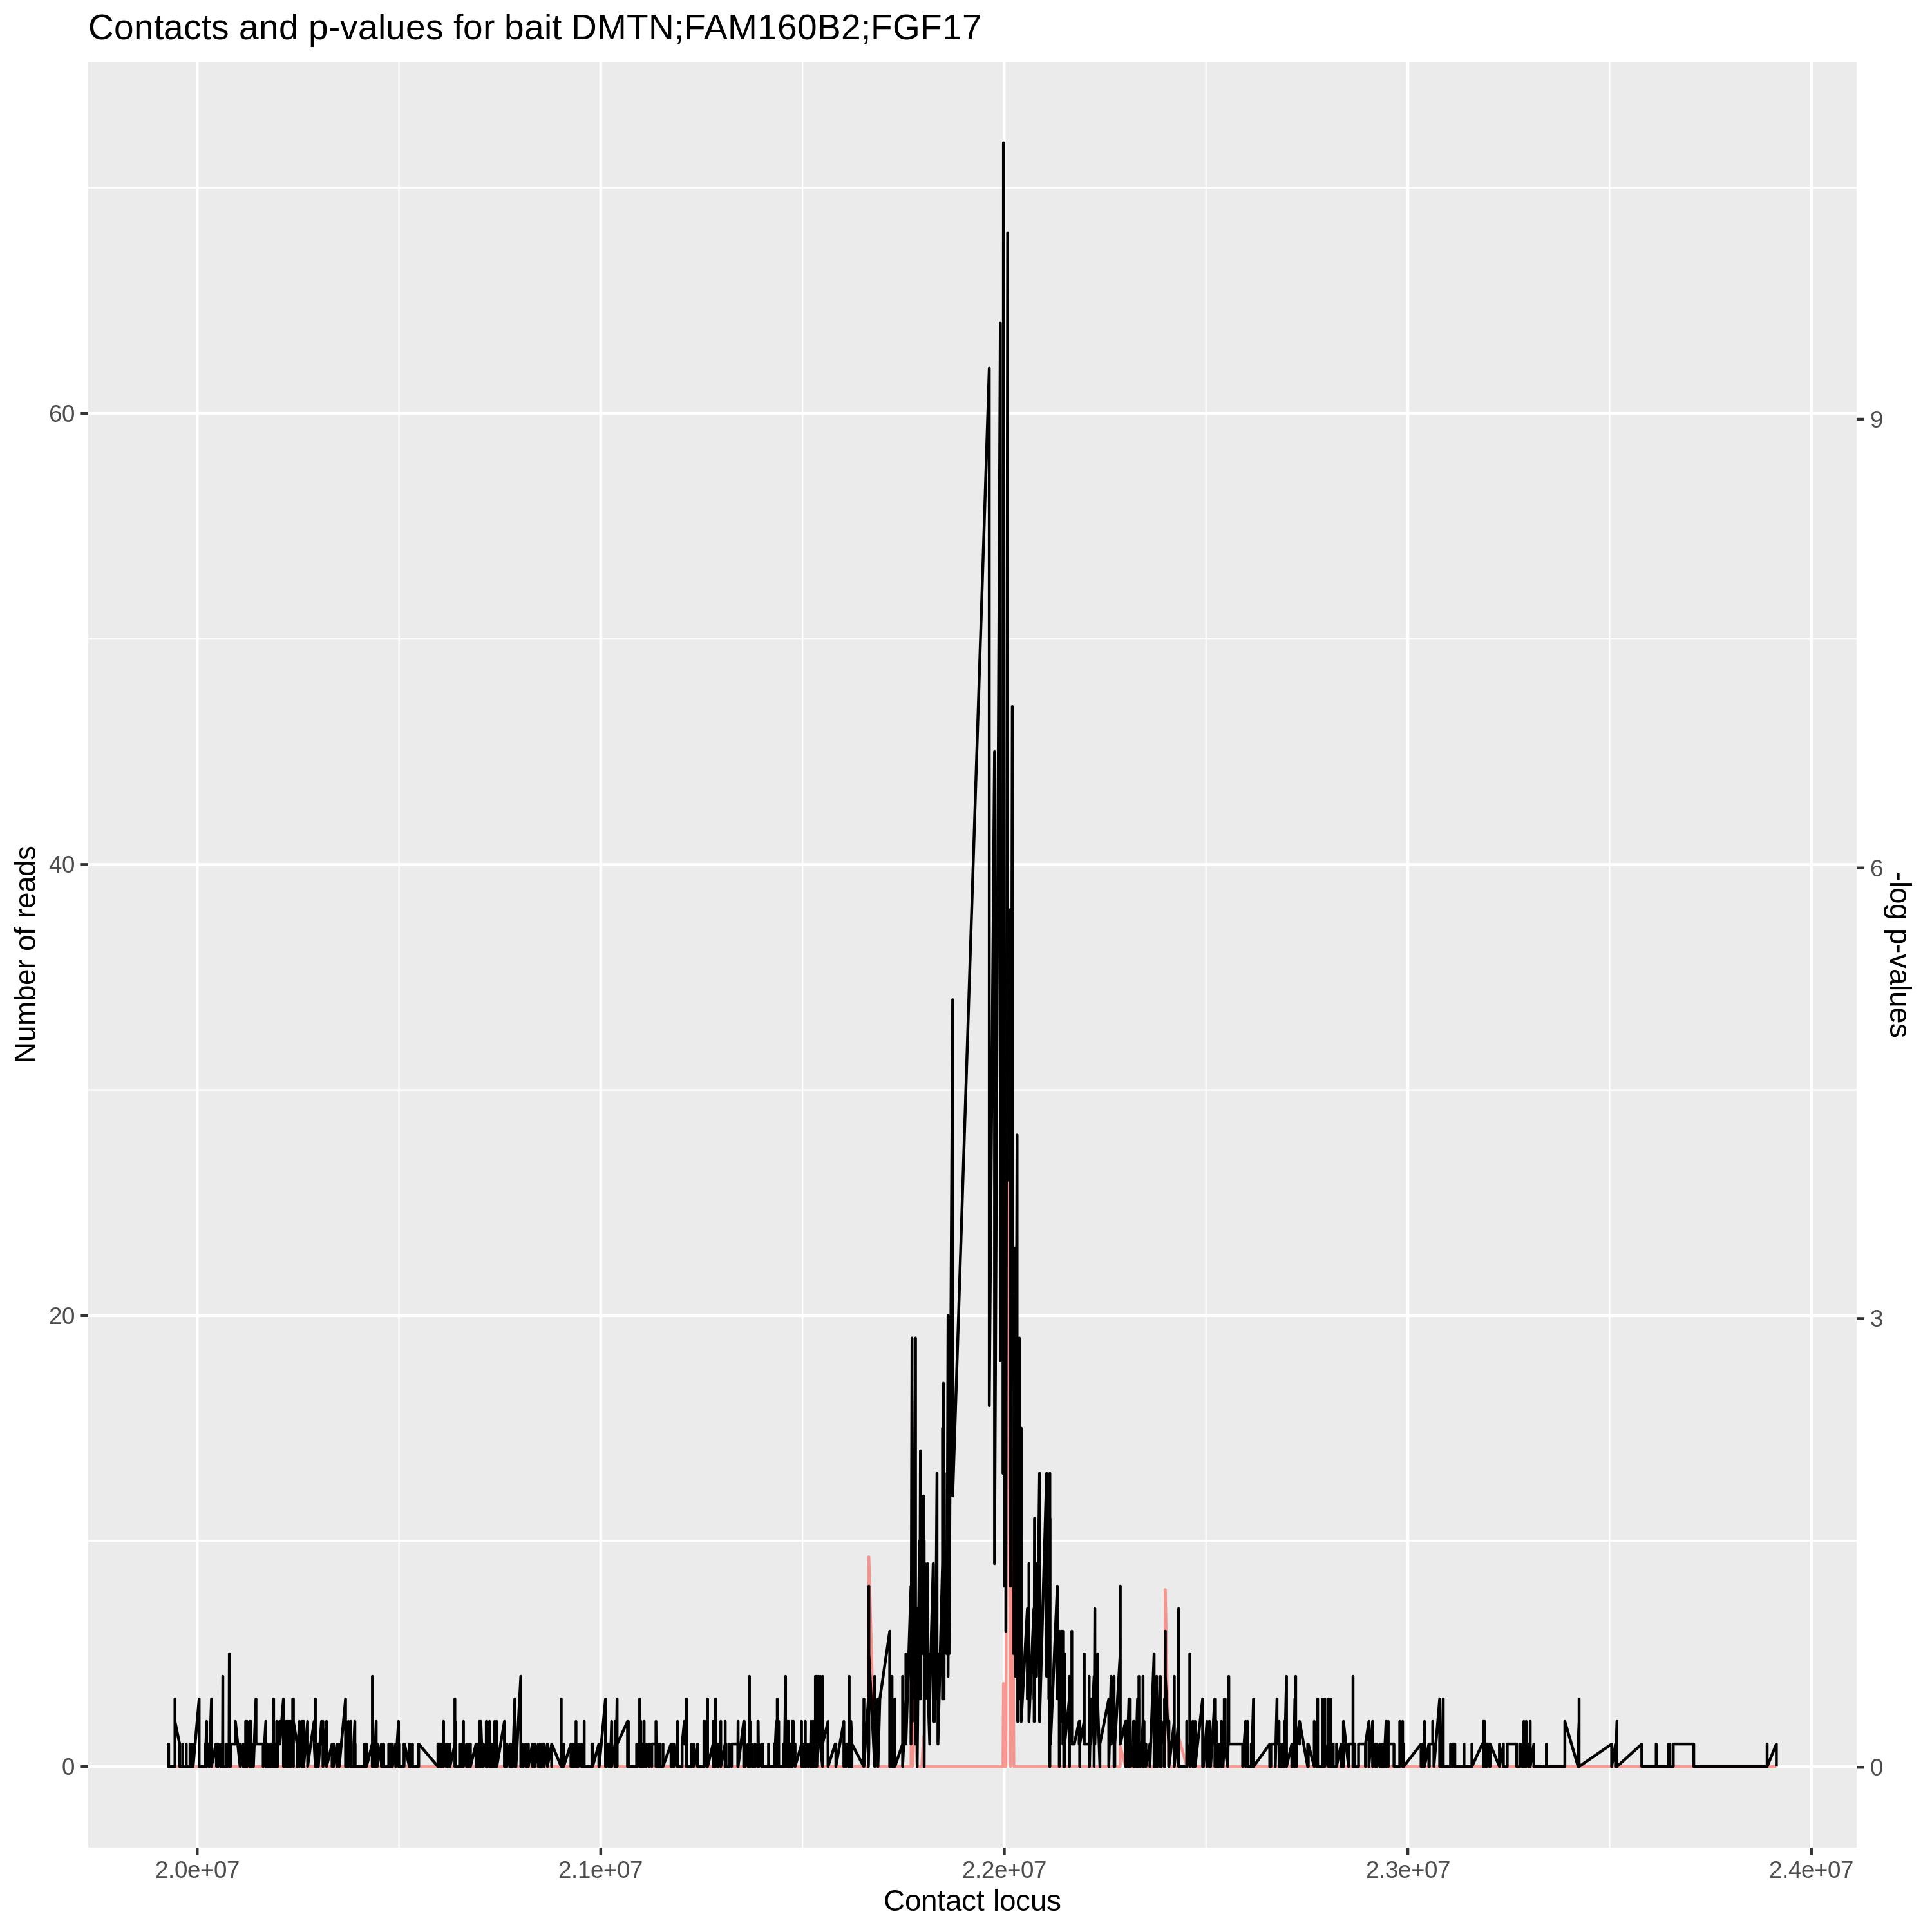 Contacts and p-values for bait DMTN;FAM160B2;FGF17
Number of reads
60
40
20
0
9
6
3
0
-log p-values
2.0e+07 2.1e+07 2.2e+07 2.3e+07 2.4e+07
Contact locus